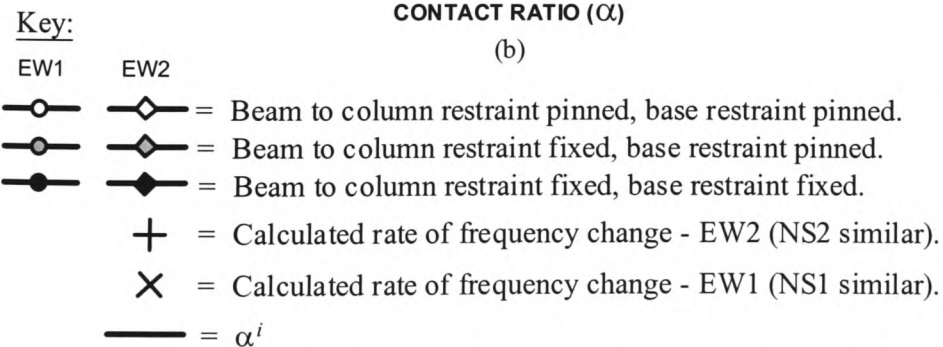 CONTACT RATIO (α)
(b)
Key:
EW1 EW2
= Beam to column restraint pinned, base restraint pinned.
= Beam to column restraint fixed, base restraint pinned.
= Beam to column restraint fixed, base restraint fixed.
= Calculated rate of frequency change - EW2 (NS2 similar).
= Calculated rate of frequency change - EW1 (NS1 similar).
= αⁱ